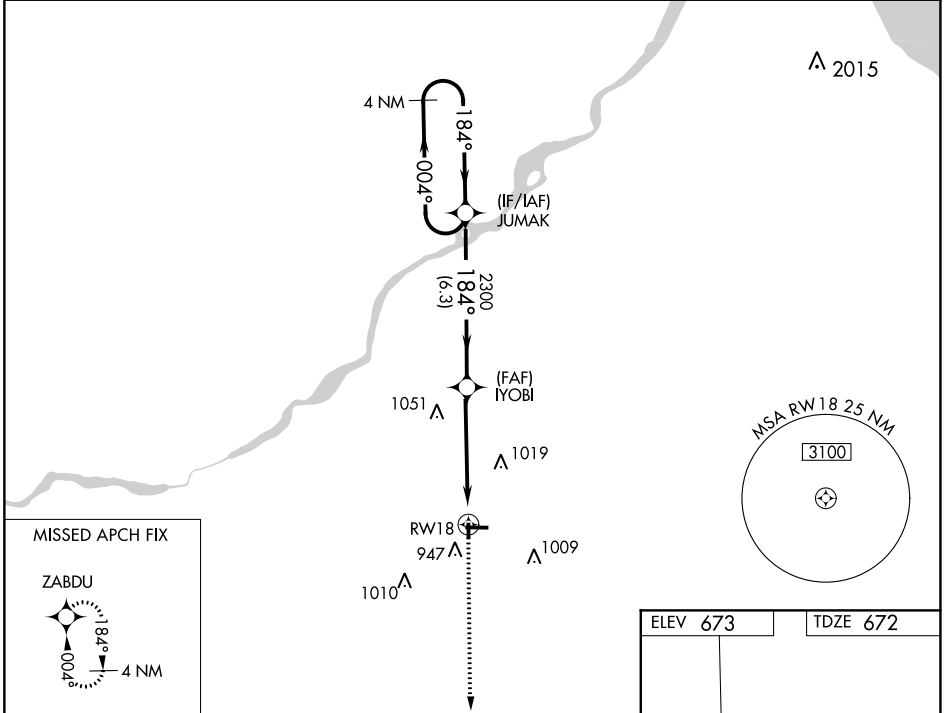 2015
4 NM
184°
004°
(IF/IAF)
JUMAK
2300
184°
(6.3)
(FAF)
IYOBI
1051
1019
MSA RW18 25 NM
3100
RW18
947
1009
1010
MISSED APCH FIX
ZABDU
184°
004°
4 NM
ELEV 673
TDZE 672